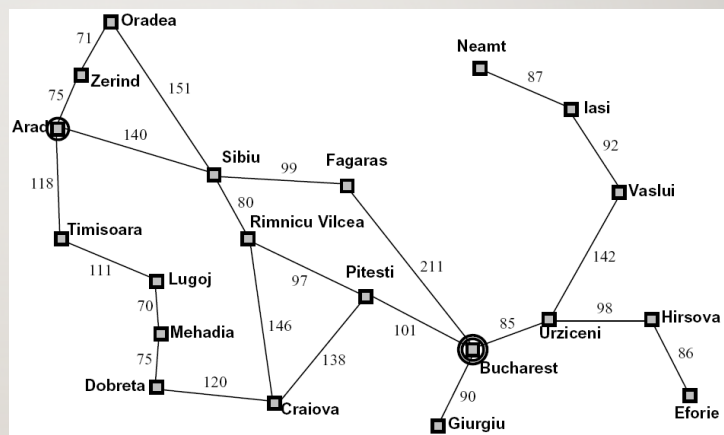 Oradea
71
Neamt
Zerind
87
75
151
Iasi
Arad
140
92
Sibiu
99
Fagaras
118
80
Vaslui
Timisoara
Rimnicu Vilcea
111
211
142
Lugoj
97
Pitesti
70
98
Hirsova
146
101
85
Mehadia
138
Urziceni
75
86
120
Bucharest
Dobreta
90
Craiova
Giurgiu
Eforie